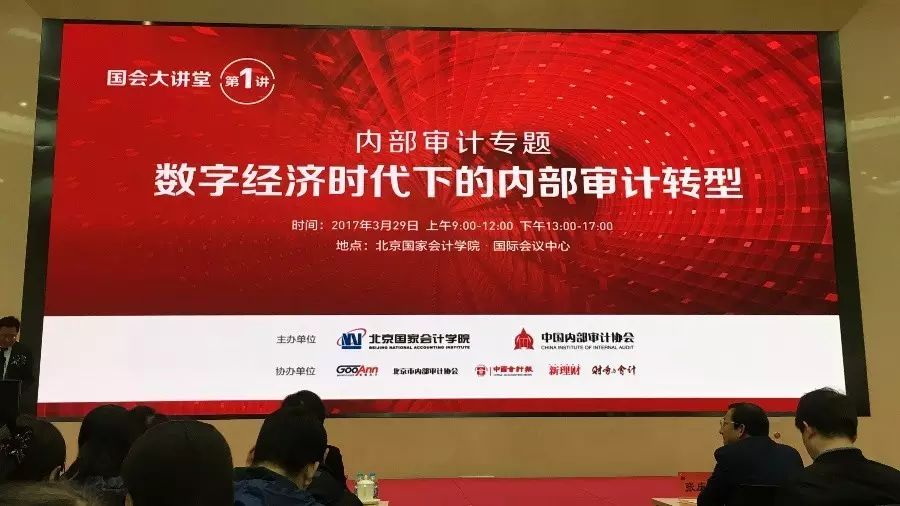 国会大讲堂 第1讲
内部审计专题
数字经济时代下的内部审计转型
时间：2017年3月29日 上午9:00-12:00 下午13:00-17:00
地点：北京国家会计学院·国际会议中心
主办单位 北京国家会计学院 中国内部审计协会
BEIJING NATIONAL ACCOUNTING INSTITUTE CHINA INSTITUTE OF INTERNAL AUDIT
协办单位 GooAnn 北京市内部审计协会 中国会计报 新理财 财务与会计
张